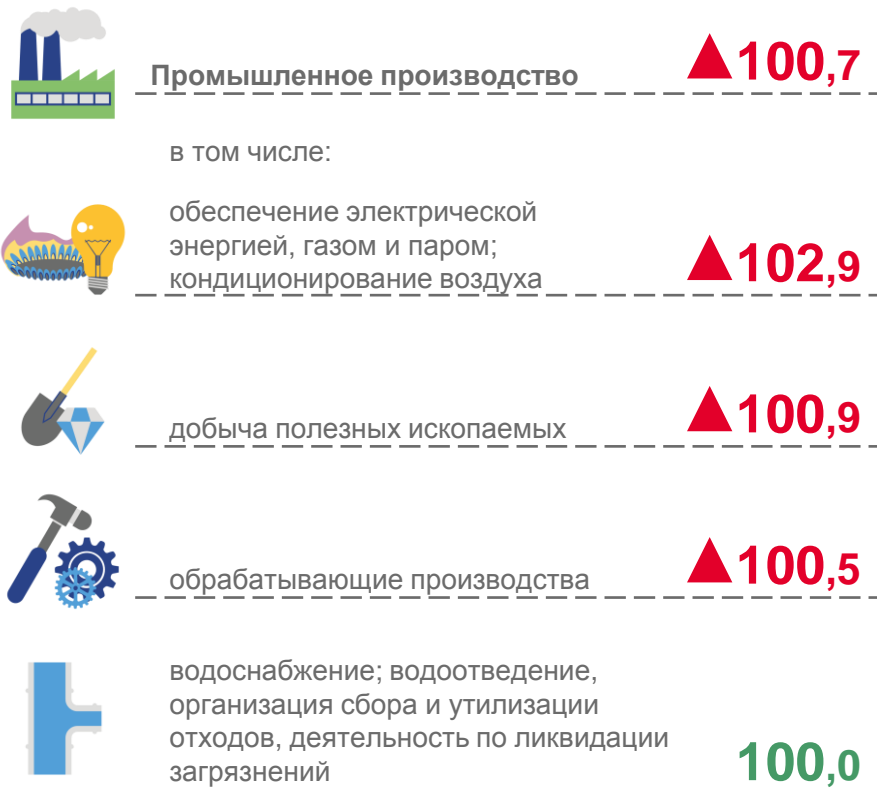 Промышленное производство ▲100,7
в том числе:
обеспечение электрической
энергией, газом и паром;
кондиционирование воздуха ▲102,9
добыча полезных ископаемых ▲100,9
обрабатывающие производства ▲100,5
водоснабжение; водоотведение,
организация сбора и утилизации
отходов, деятельность по ликвидации
загрязнений 100,0